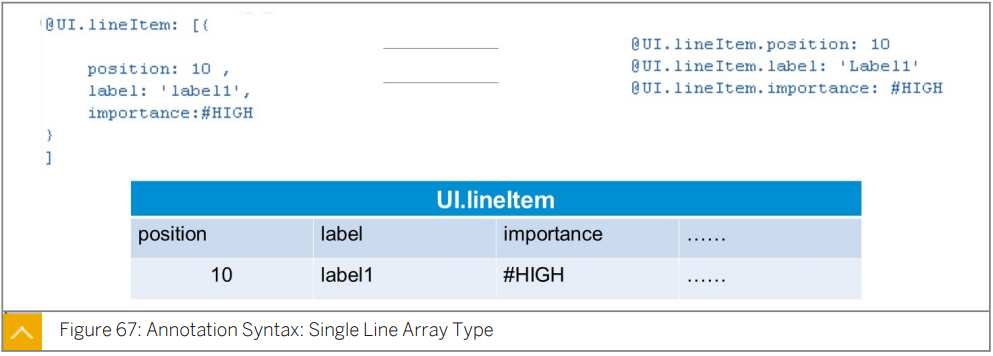 @UI.lineItem: [{
position: 10 ,
label: 'label1',
importance:#HIGH
}
]
@UI.lineItem.position: 10
@UI.lineItem.label: 'Label1'
@UI.lineItem.importance: #HIGH
UI.lineItem
position label importance ......
10 label1 #HIGH ......
Figure 67: Annotation Syntax: Single Line Array Type